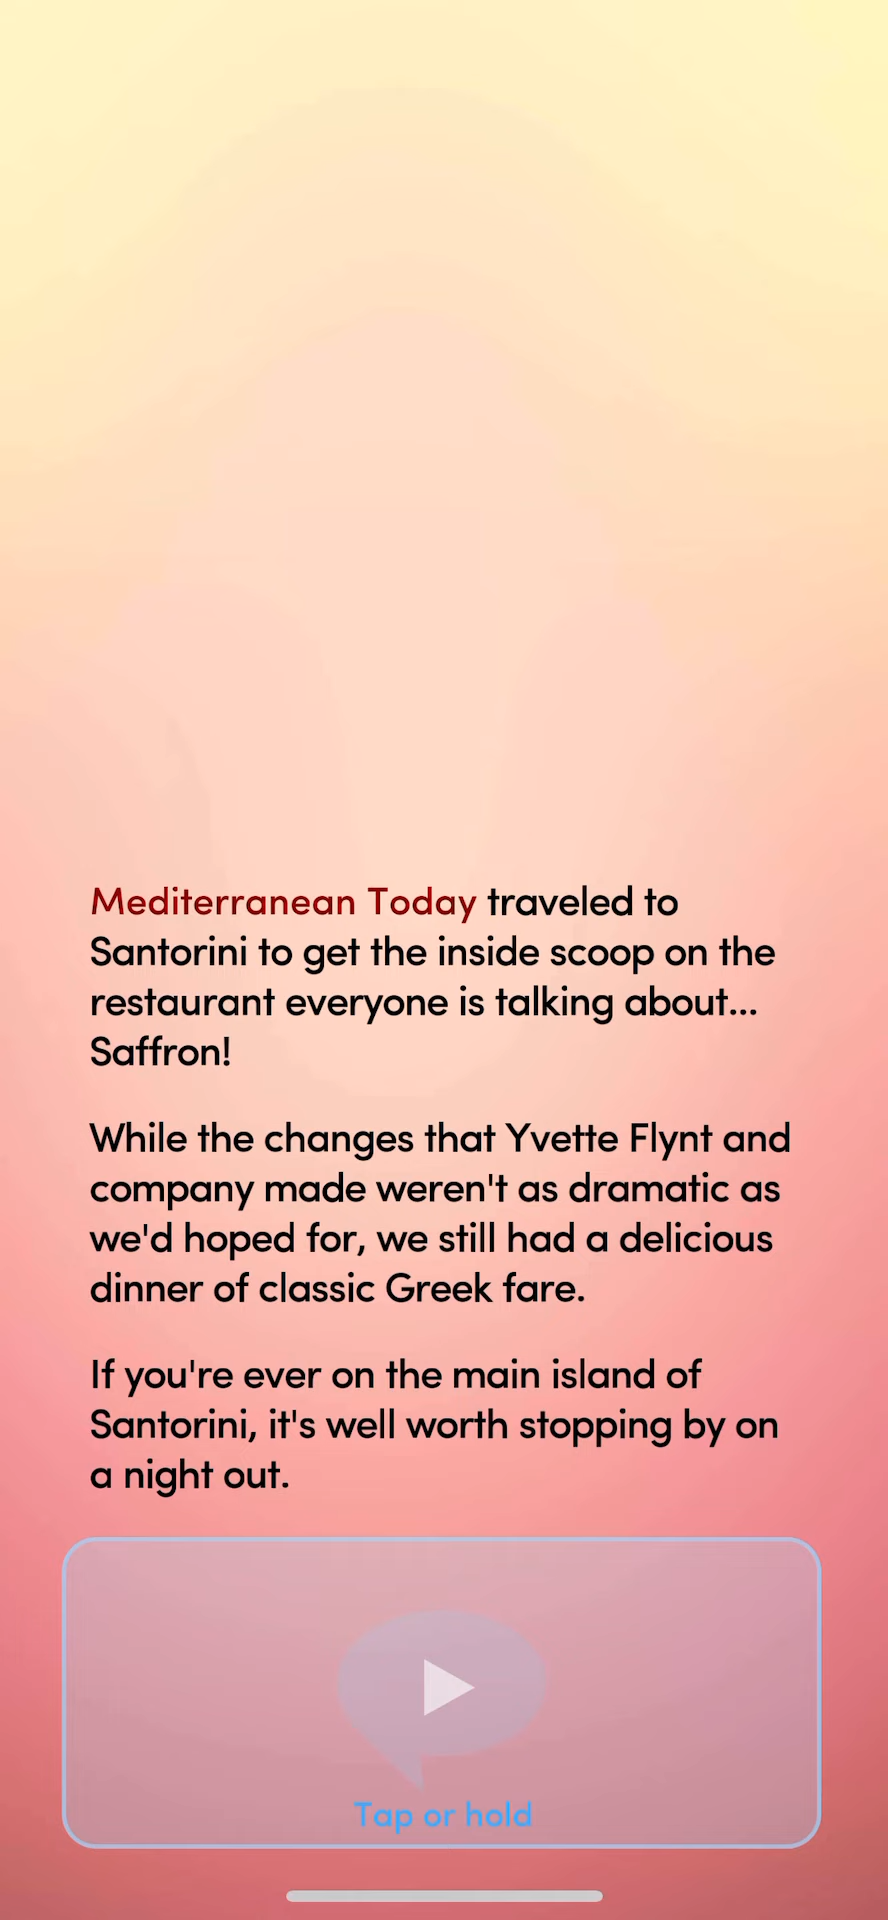 Mediterranean Today traveled to
Santorini to get the inside scoop on the
restaurant everyone is talking about...
Saffron!
While the changes that Yvette Flynt and
company made weren't as dramatic as
we'd hoped for, we still had a delicious
dinner of classic Greek fare.
If you're ever on the main island of
Santorini, it's well worth stopping by on
a night out.
Tap or hold